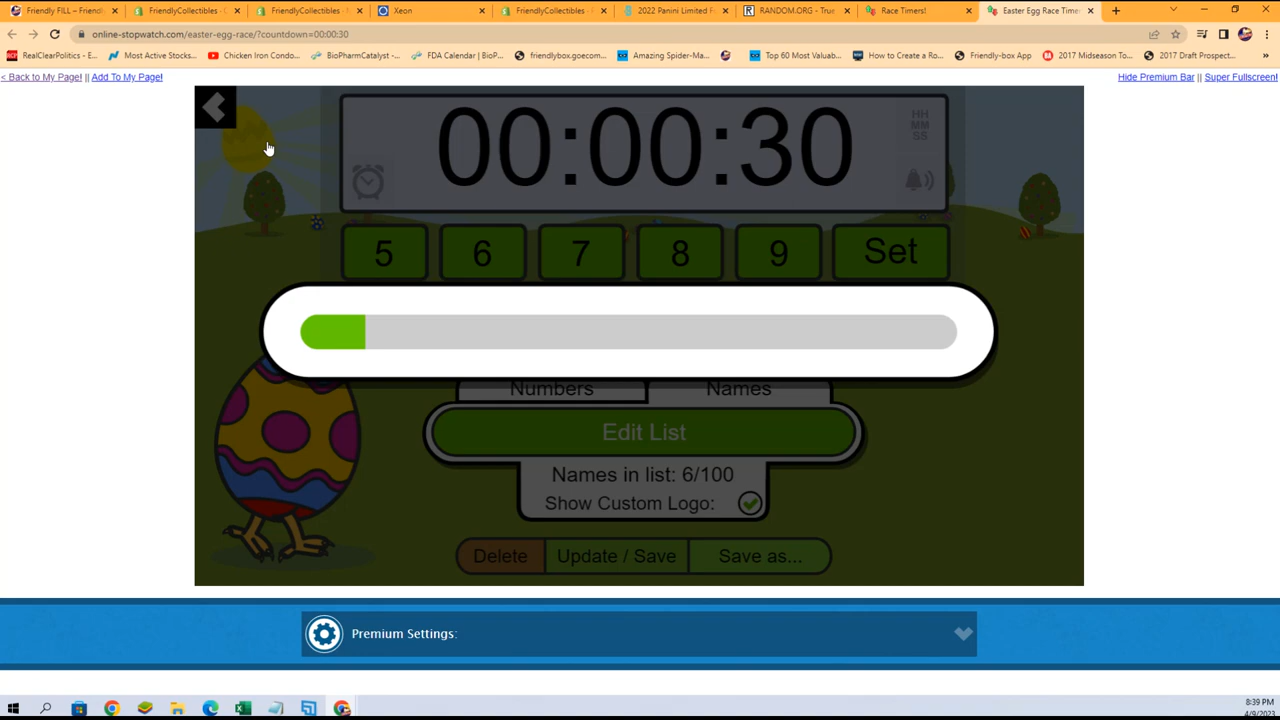 Friendly FILL – Friend
FriendlyCollectibles - L
FriendlyCollectibles - M
Xeon
FriendlyCollectibles - A
2022 Panini Limited F
RANDOM.ORG - True
Race Timers!
Easter Egg Race Time
online-stopwatch.com/easter-egg-race/?countdown=00:00:30
RealClearPolitics - E...
Most Active Stocks...
Chicken Iron Condo...
BioPharmCatalyst -...
FDA Calendar | BioP...
friendlybox.goecom...
Amazing Spider-Ma...
Top 60 Most Valuab...
How to Create a Ro...
Friendly-box App
2017 Midseason To...
2017 Draft Prospect...
»
< Back to My Page! || Add To My Page!
Hide Premium Bar || Super Fullscreen!
00:00:30
HH
MM
SS
5 6 7 8 9 Set
Numbers Names
Edit List
Names in list: 6/100
Show Custom Logo:
Delete Update / Save Save as...
Premium Settings:
8:39 PM
4/9/2023